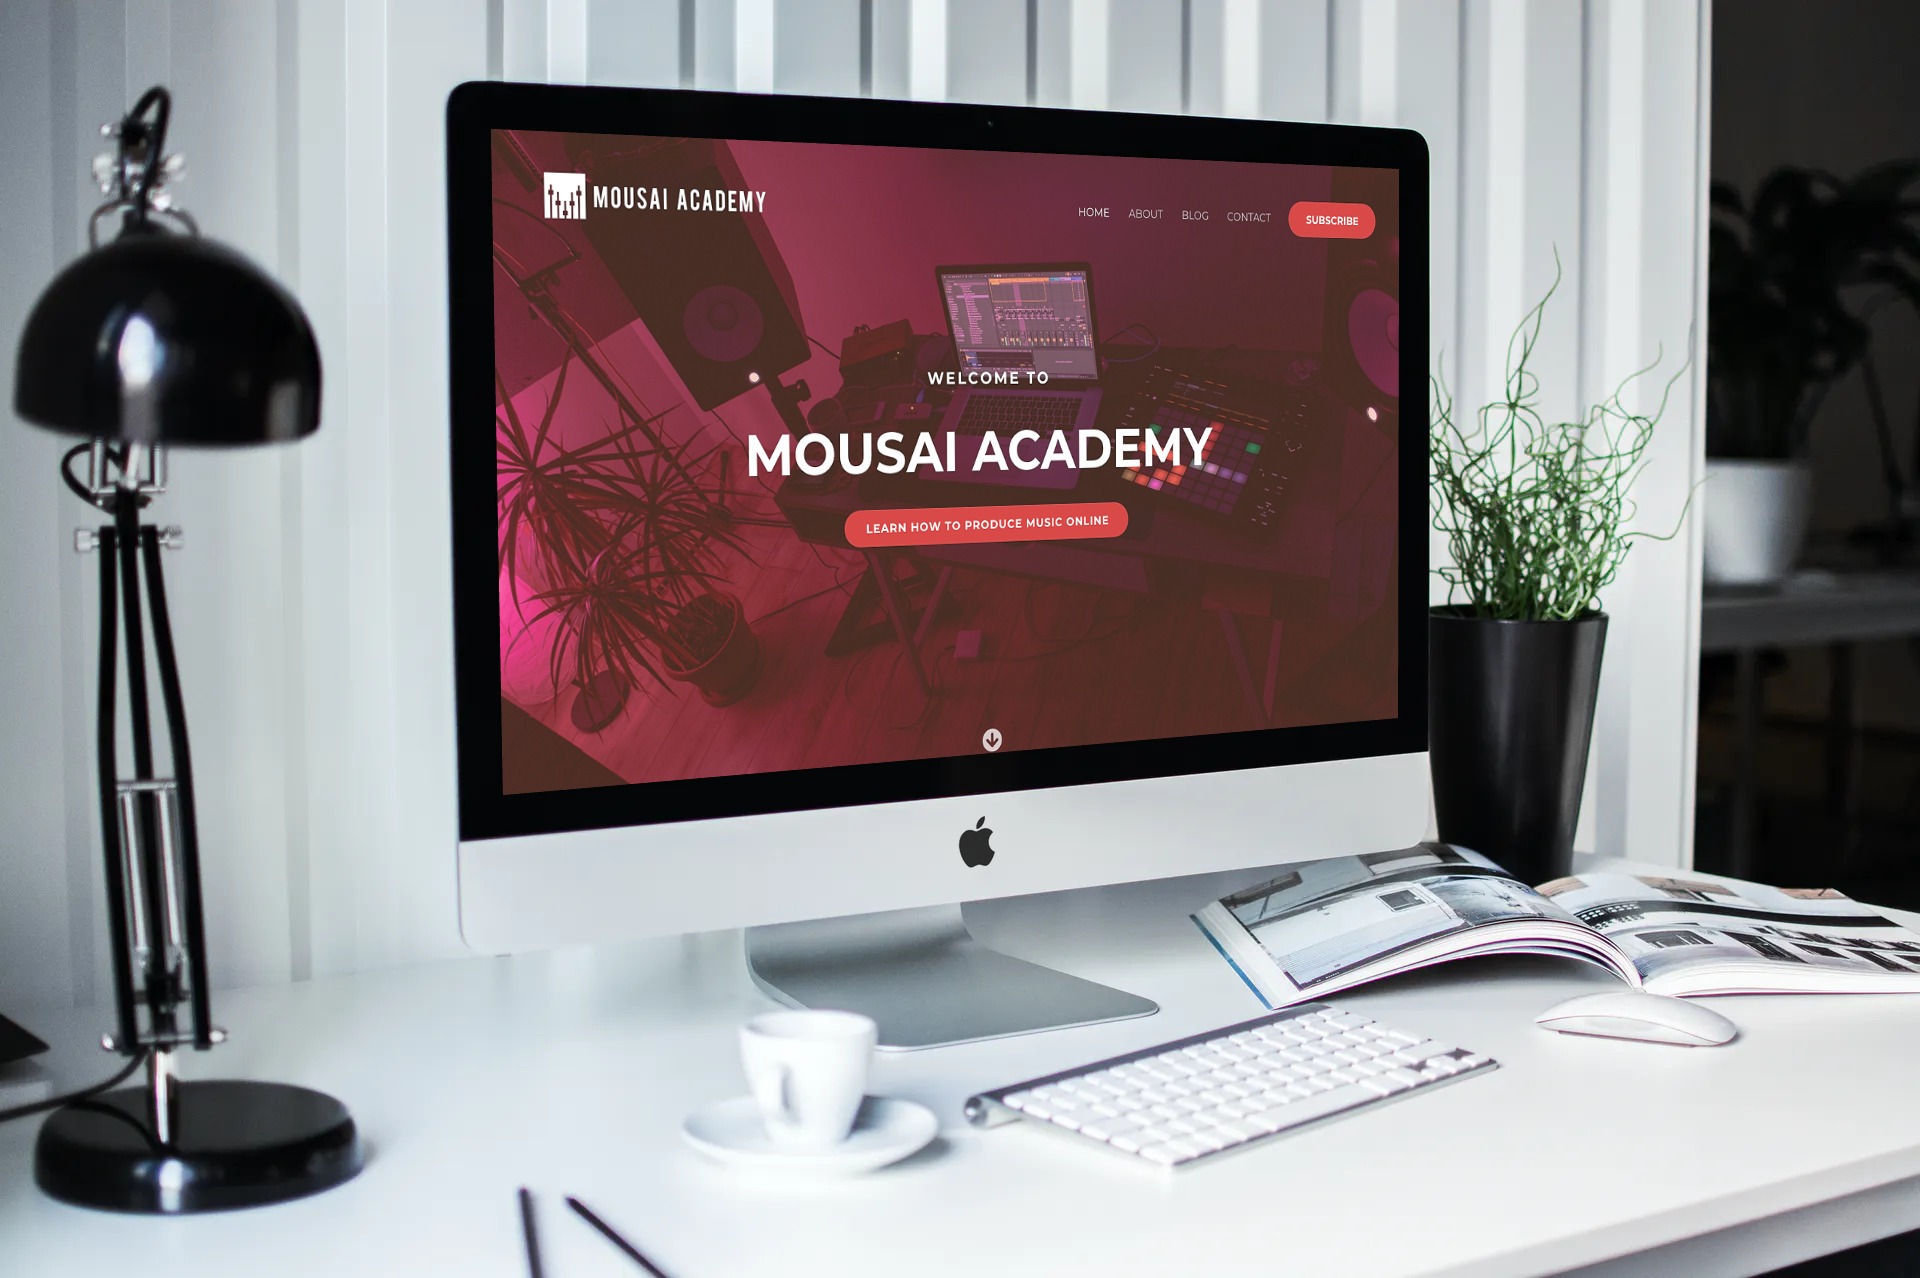 MOUSAI ACADEMY
HOME ABOUT BLOG CONTACT SUBSCRIBE
WELCOME TO
MOUSAI ACADEMY
LEARN HOW TO PRODUCE MUSIC ONLINE